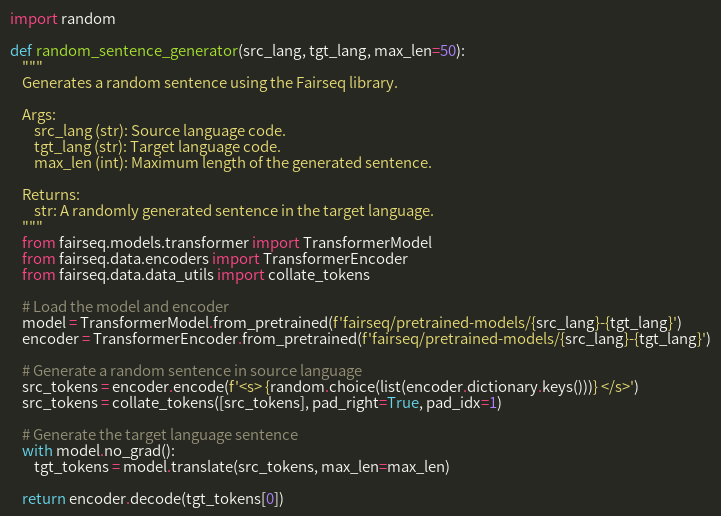 import random
def random_sentence_generator(src_lang, tgt_lang, max_len=50):
"""
Generates a random sentence using the Fairseq library.
Args:
src_lang (str): Source language code.
tgt_lang (str): Target language code.
max_len (int): Maximum length of the generated sentence.
Returns:
str: A randomly generated sentence in the target language.
"""
from fairseq.models.transformer import TransformerModel
from fairseq.data.encoders import TransformerEncoder
from fairseq.data.data_utils import collate_tokens
# Load the model and encoder
model = TransformerModel.from_pretrained(f'fairseq/pretrained-models/{src_lang}-{tgt_lang}')
encoder = TransformerEncoder.from_pretrained(f'fairseq/pretrained-models/{src_lang}-{tgt_lang}')
# Generate a random sentence in source language
src_tokens = encoder.encode(f'<s> {random.choice(list(encoder.dictionary.keys()))} </s>')
src_tokens = collate_tokens([src_tokens], pad_right=True, pad_idx=1)
# Generate the target language sentence
with model.no_grad():
tgt_tokens = model.translate(src_tokens, max_len=max_len)
return encoder.decode(tgt_tokens[0])